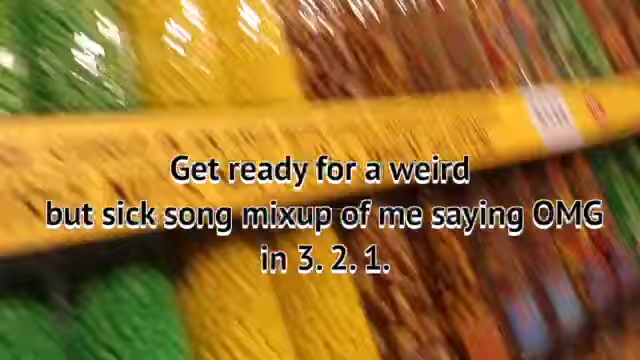 Get ready for a weird
but sick song mixup of me saying OMG
in 3. 2. 1.